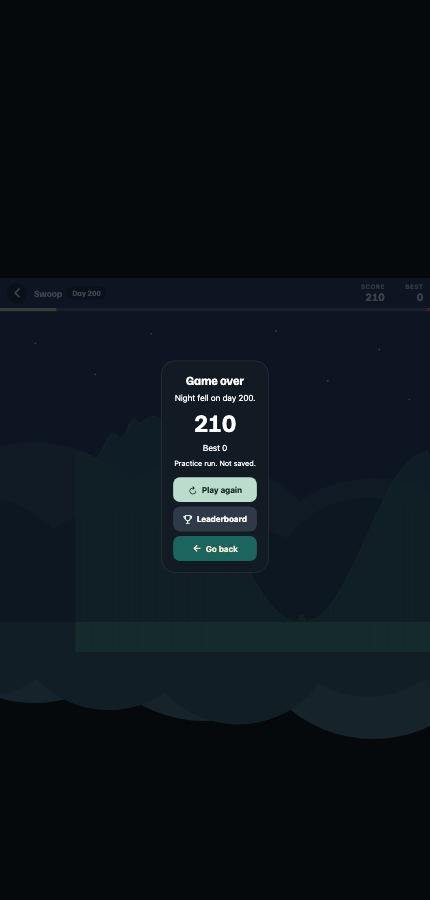 Swoop Day 200
SCORE BEST
210 0
Game over
Night fell on day 200.
210
Best 0
Practice run. Not saved.
Play again
Leaderboard
Go back